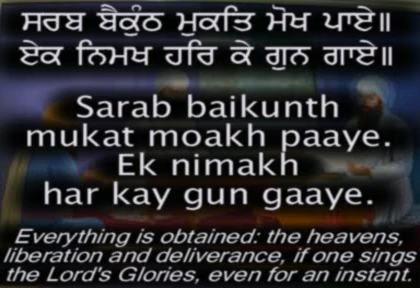 ਸਰਬ ਬੈਕੁੰਠ ਮੁਕਤਿ ਮੋਖ ਪਾਏ॥
ਏਕ ਨਿਮਖ ਹਰਿ ਕੇ ਗੁਨ ਗਾਏ॥
Sarab baikunth
mukat moakh paaye.
Ek nimakh
har kay gun gaaye.
Everything is obtained: the heavens,
liberation and deliverance, if one sings
the Lord's Glories, even for an instant.